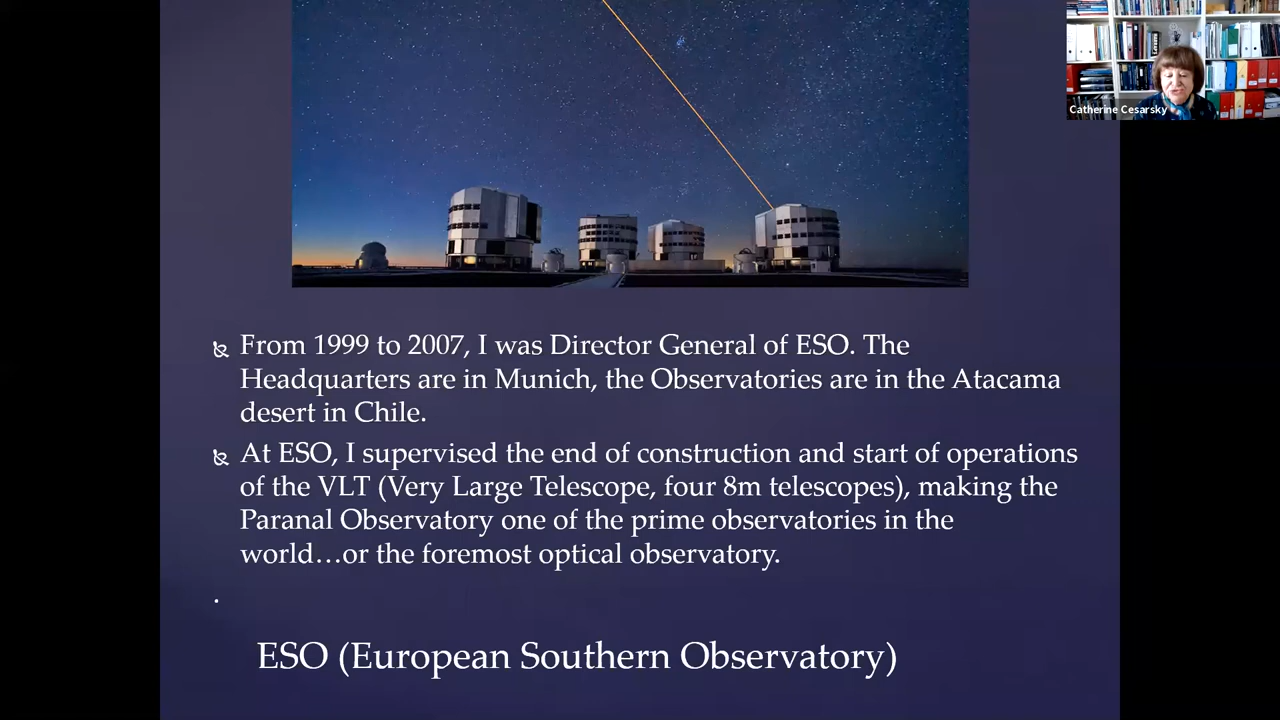 Catherine Cesarsky
From 1999 to 2007, I was Director General of ESO. The
Headquarters are in Munich, the Observatories are in the Atacama
desert in Chile.
At ESO, I supervised the end of construction and start of operations
of the VLT (Very Large Telescope, four 8m telescopes), making the
Paranal Observatory one of the prime observatories in the
world…or the foremost optical observatory.
.
ESO (European Southern Observatory)